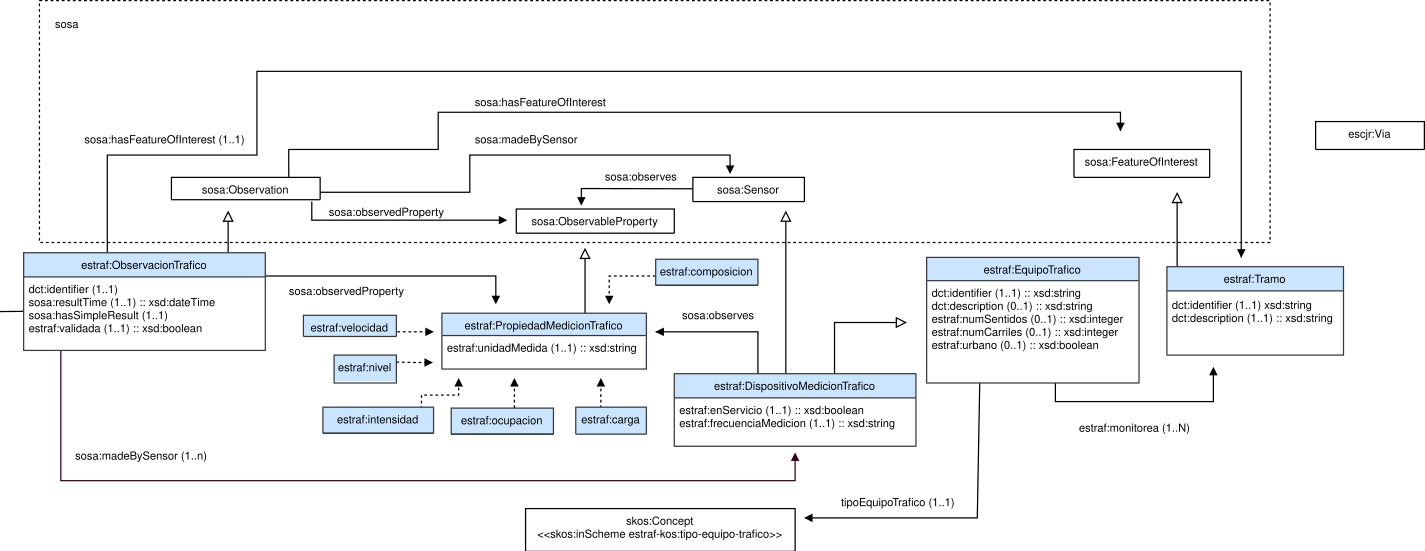 sosa
sosa:hasFeatureOfInterest
sosa:hasFeatureOfInterest (1..1)
sosa:madeBySensor
escjr:Via
sosa:FeatureOfInterest
sosa:observes
sosa:Observation
sosa:Sensor
sosa:observedProperty
sosa:ObservableProperty
estraf:ObservacionTrafico
dct:identifier (1..1)
sosa:resultTime (1..1) :: xsd:dateTime
sosa:hasSimpleResult (1..1)
estraf:validada (1..1) :: xsd:boolean
sosa:observedProperty
estraf:composicion
estraf:EquipoTrafico
dct:identifier (1..1) :: xsd:string
dct:description (0..1) :: xsd:string
estraf:numSentidos (0..1) :: xsd:integer
estraf:numCarriles (0..1) :: xsd:integer
estraf:urbano (0..1) :: xsd:boolean
estraf:Tramo
dct:identifier (1..1) xsd:string
dct:description (1..1) :: xsd:string
estraf:velocidad
estraf:PropiedadMedicionTrafico
estraf:unidadMedida (1..1) :: xsd:string
sosa:observes
estraf:nivel
estraf:DispositivoMedicionTrafico
estraf:enServicio (1..1) :: xsd:boolean
estraf:frecuenciaMedicion (1..1) :: xsd:string
estraf:intensidad
estraf:ocupacion
estraf:carga
estraf:monitorea (1..N)
sosa:madeBySensor (1..n)
tipoEquipoTrafico (1..1)
skos:Concept
<<skos:inScheme estraf-kos:tipo-equipo-trafico>>